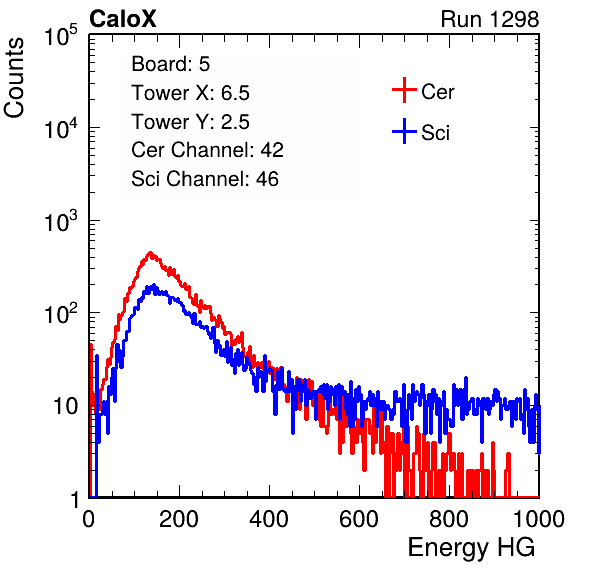 CaloX Run 1298
Counts
10^5
10^4
10^3
10^2
10
1
Board: 5
Tower X: 6.5
Tower Y: 2.5
Cer Channel: 42
Sci Channel: 46
Cer
Sci
0 200 400 600 800 1000
Energy HG